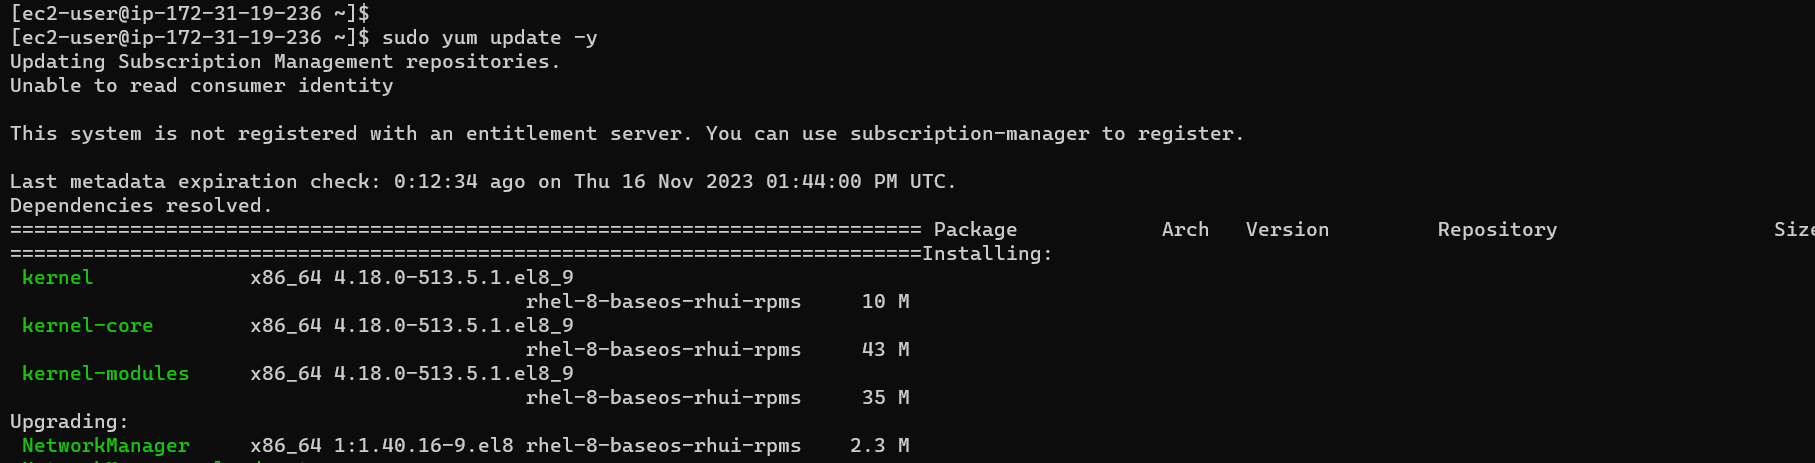 [ec2-user@ip-172-31-19-236 ~]$
[ec2-user@ip-172-31-19-236 ~]$ sudo yum update -y
Updating Subscription Management repositories.
Unable to read consumer identity
This system is not registered with an entitlement server. You can use subscription-manager to register.
Last metadata expiration check: 0:12:34 ago on Thu 16 Nov 2023 01:44:00 PM UTC.
Dependencies resolved.
============================================================================ Package            Arch   Version         Repository                  Size
============================================================================Installing:
kernel             x86_64 4.18.0-513.5.1.el8_9
rhel-8-baseos-rhui-rpms     10 M
kernel-core        x86_64 4.18.0-513.5.1.el8_9
rhel-8-baseos-rhui-rpms     43 M
kernel-modules     x86_64 4.18.0-513.5.1.el8_9
rhel-8-baseos-rhui-rpms     35 M
Upgrading:
NetworkManager     x86_64 1:1.40.16-9.el8 rhel-8-baseos-rhui-rpms    2.3 M